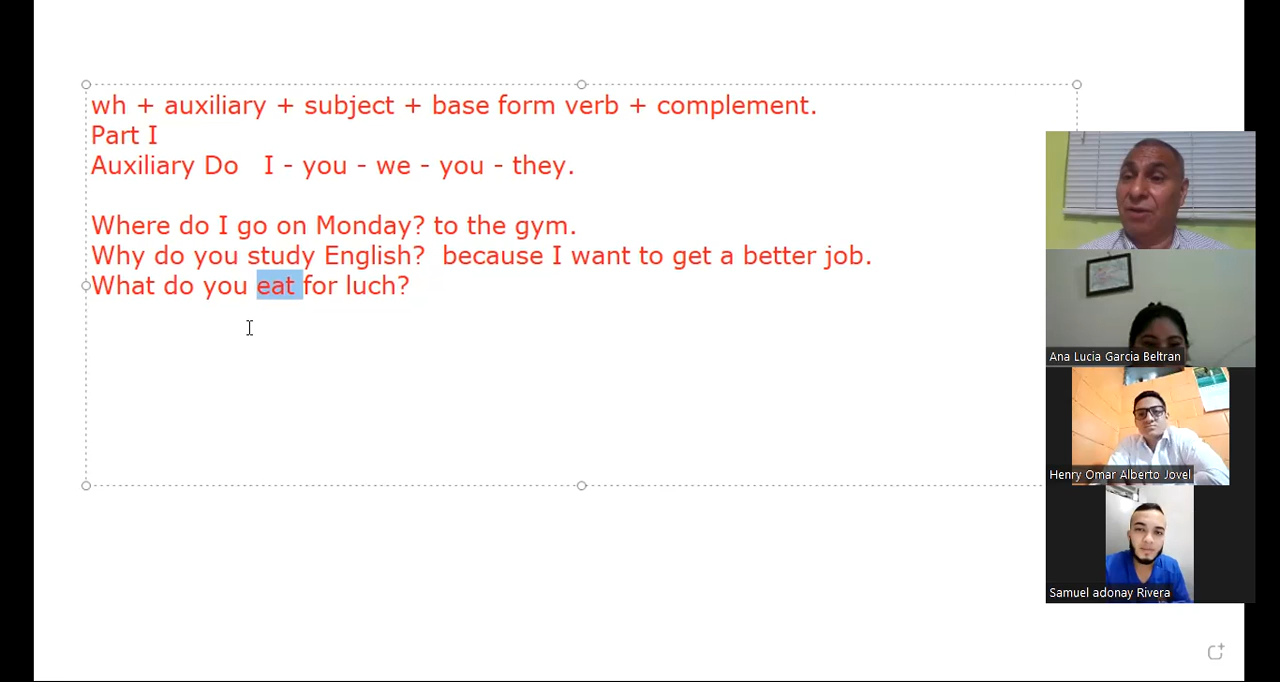 wh + auxiliary + subject + base form verb + complement.
Part I
Auxiliary Do   I - you - we - you - they.
Where do I go on Monday? to the gym.
Why do you study English?  because I want to get a better job.
What do you eat for luch?
Ana Lucia Garcia Beltran
Henry Omar Alberto Jovel
Samuel adonay Rivera